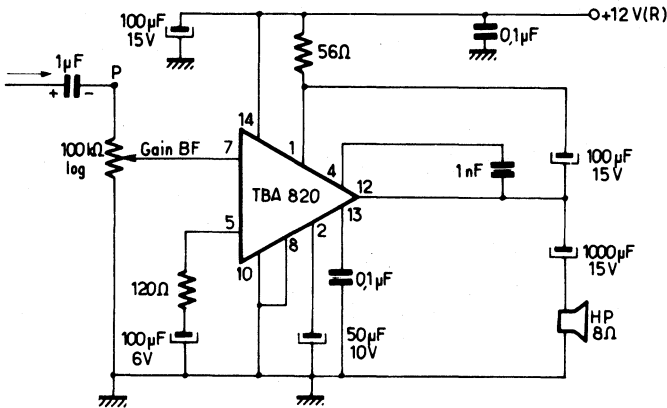 100µF
15V
+12 V(R)
0,1µF
56Ω
1µF
P
+
-
14
1
100kΩ
log
Gain BF
7
4
1nF
100µF
15V
TBA 820
12
13
5
2
8
10
120Ω
0,1µF
1000µF
15V
HP
8Ω
100µF
6V
50µF
10V